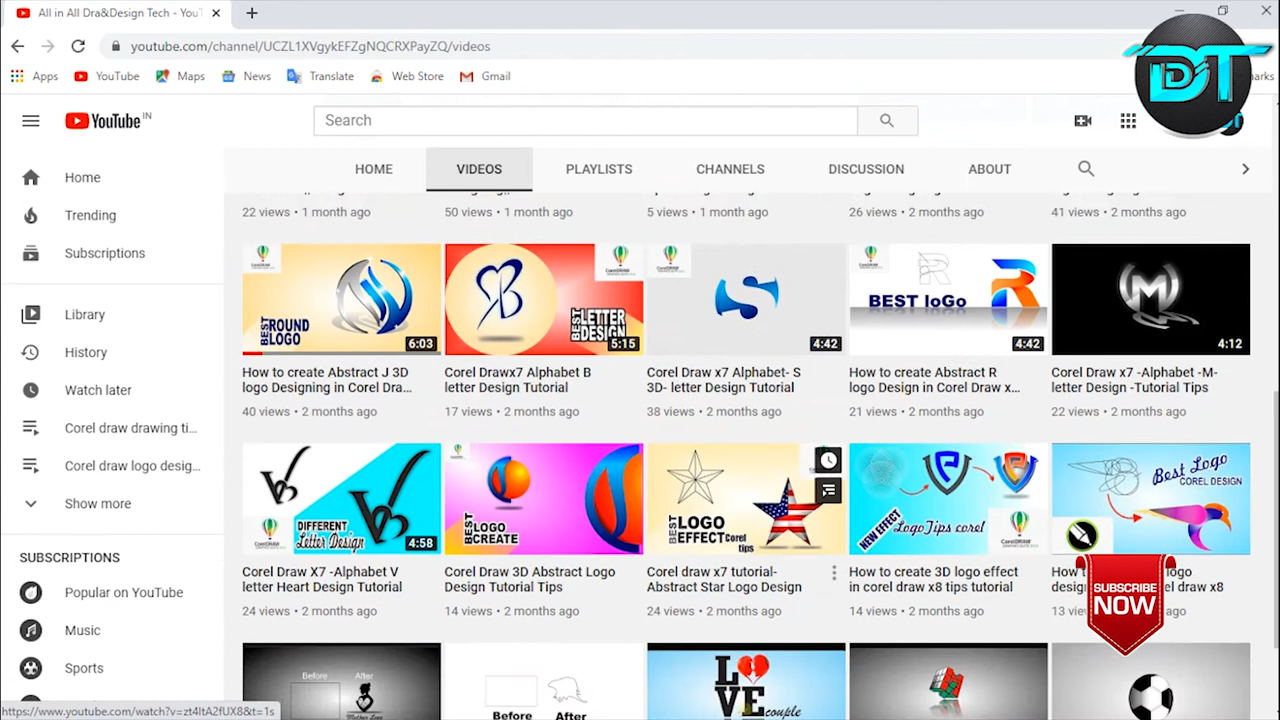 All in All Dra&Design Tech - YouT
youtube.com/channel/UCZL1XVgykEFZgNQCRXPayZQ/videos
Apps YouTube Maps News Translate Web Store Gmail
DT
YouTube IN
Search
HOME VIDEOS PLAYLISTS CHANNELS DISCUSSION ABOUT
Home
Trending
Subscriptions
Library
History
Watch later
Corel draw drawing ti...
Corel draw logo desig...
Show more
SUBSCRIPTIONS
Popular on YouTube
Music
Sports
22 views • 1 month ago
50 views • 1 month ago
5 views • 1 month ago
26 views • 2 months ago
41 views • 2 months ago
BEST ROUND LOGO
6:03
How to create Abstract J 3D
logo Designing in Corel Dra...
40 views • 2 months ago
BEST LETTER DESIGN
5:15
Corel Drawx7 Alphabet B
letter Design Tutorial
17 views • 2 months ago
4:42
Corel Draw x7 Alphabet- S
3D- letter Design Tutorial
38 views • 2 months ago
BEST loGo
4:42
How to create Abstract R
logo Design in Corel Draw x...
21 views • 2 months ago
M
4:12
Corel Draw x7 -Alphabet -M-
letter Design -Tutorial Tips
22 views • 2 months ago
DIFFERENT
Letter Design
4:58
Corel Draw X7 -Alphabet V
letter Heart Design Tutorial
24 views • 2 months ago
BEST LOGO
CREATE
Corel Draw 3D Abstract Logo
Design Tutorial Tips
14 views • 2 months ago
BEST LOGO
EFFECT Corel
tips
Corel draw x7 tutorial-
Abstract Star Logo Design
24 views • 2 months ago
NEW EFFECT
LogoTips corel
How to create 3D logo effect
in corel draw x8 tips tutorial
14 views • 2 months ago
Best Logo
COREL DESIGN
SUBSCRIBE
NOW
logo
draw x8
ago
Before After
Before After
LOVE
couple
https://www.youtube.com/watch?v=zt4ltA2fUX8&t=1s